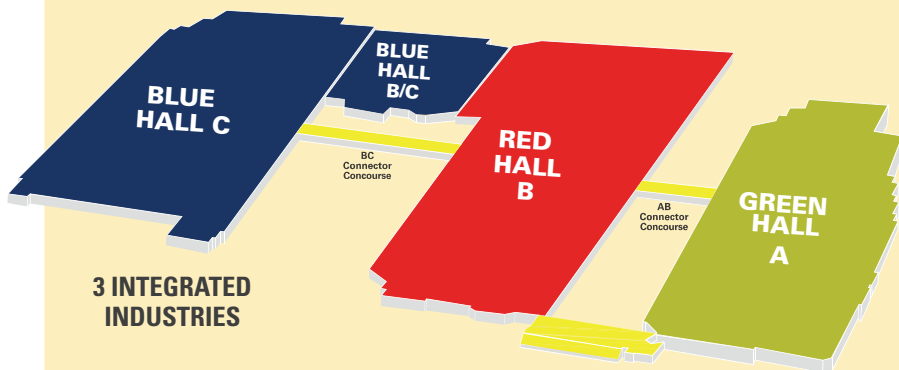 BLUE
HALL C
BLUE
HALL
B/C
BC
Connector
Concourse
RED
HALL
B
AB
Connector
Concourse
GREEN
HALL
A
3 INTEGRATED
INDUSTRIES